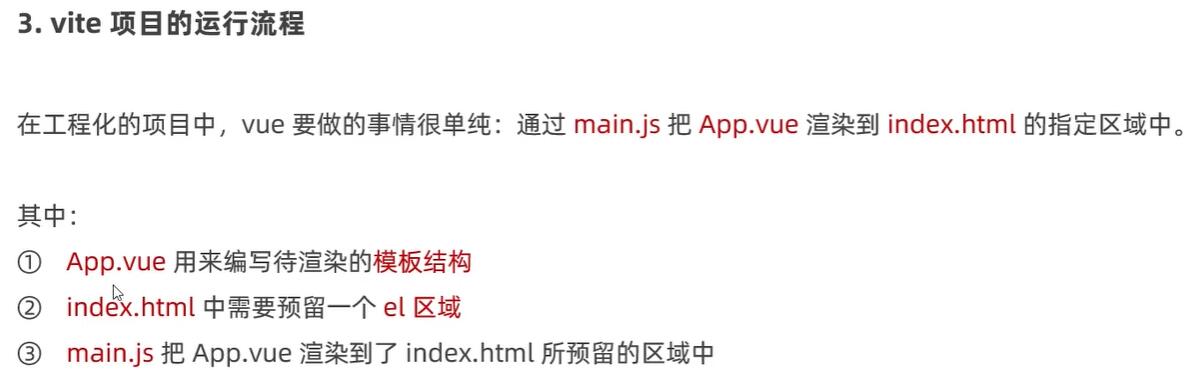 3. vite 项目的运行流程
在工程化的项目中，vue 要做的事情很单纯：通过 main.js 把 App.vue 渲染到 index.html 的指定区域中。
其中：
① App.vue 用来编写待渲染的模板结构
② index.html 中需要预留一个 el 区域
③ main.js 把 App.vue 渲染到了 index.html 所预留的区域中